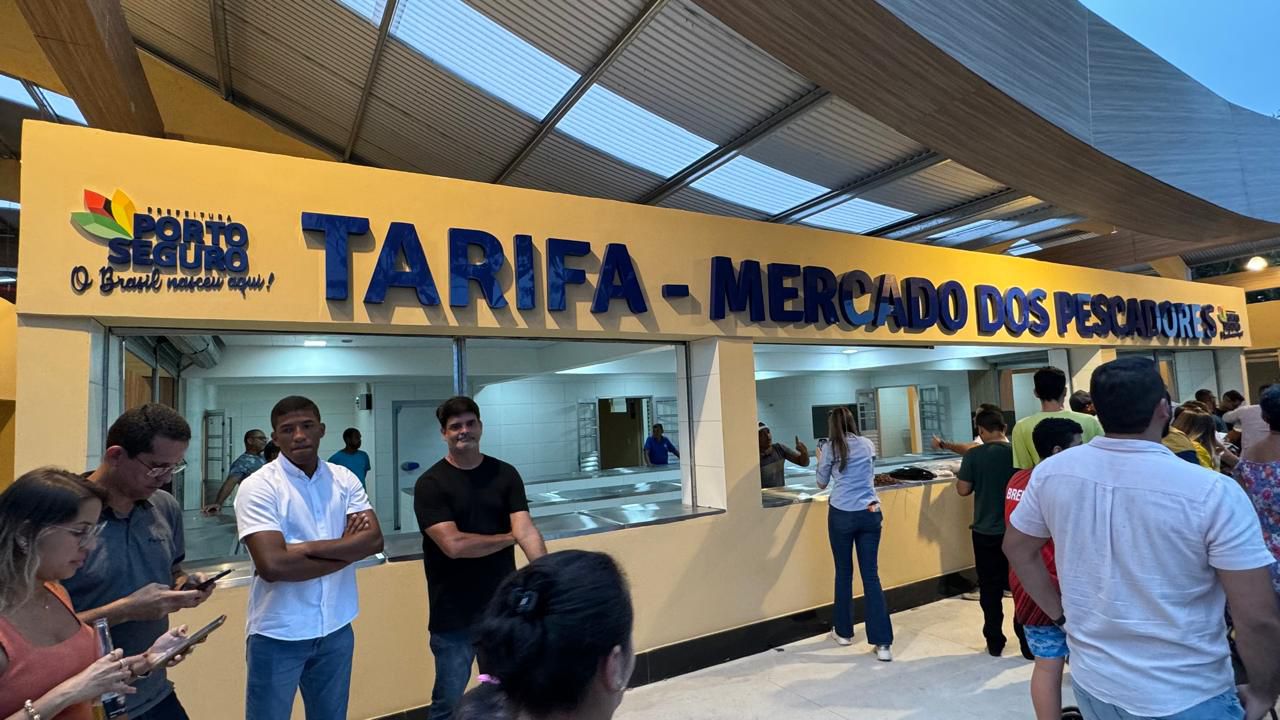 PREFEITURA
PORTO
SEGURO
O Brasil nasceu aqui!
TARIFA - MERCADO DOS PESCADORES